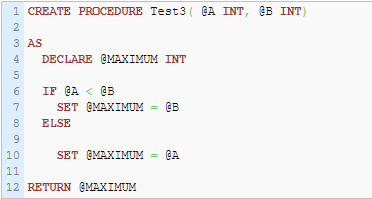 1 CREATE PROCEDURE Test3( @A INT, @B INT)
2
3 AS
4 DECLARE @MAXIMUM INT
5
6 IF @A < @B
7 SET @MAXIMUM = @B
8 ELSE
9
10 SET @MAXIMUM = @A
11
12 RETURN @MAXIMUM